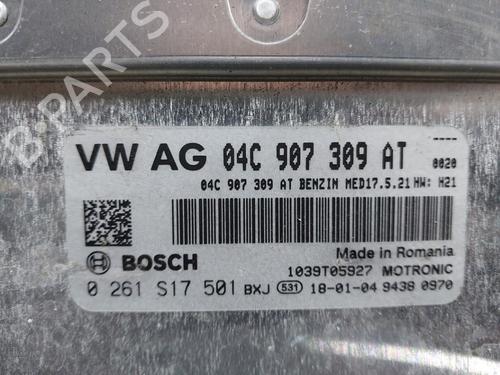 VW AG 04C 907 309 AT 0020
04C 907 309 AT BENZIN MED17.5.21 HW: H21
Made in Romania
BOSCH 1039T05927 MOTRONIC
0 261 S17 501 BXJ 531 18-01-04 9438 0970
B-PARTS